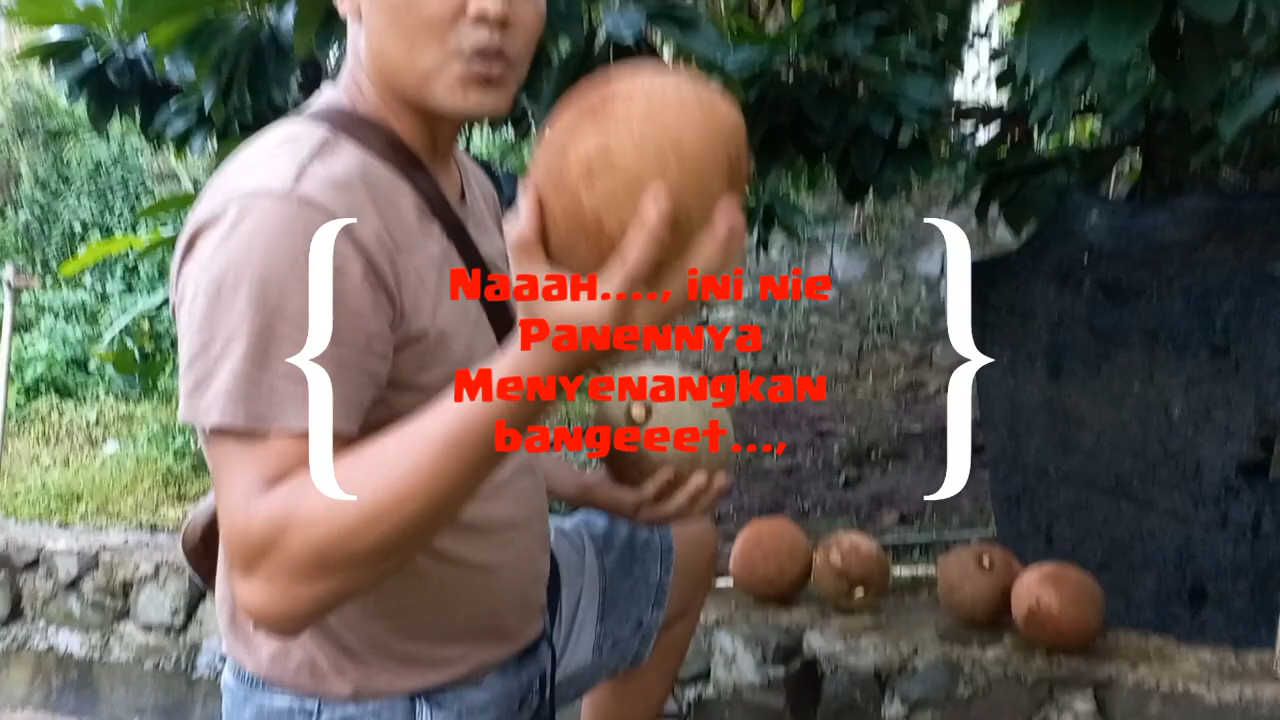 Naaah...., ini nie
Panennya
Menyenangkan
bangeeet...,